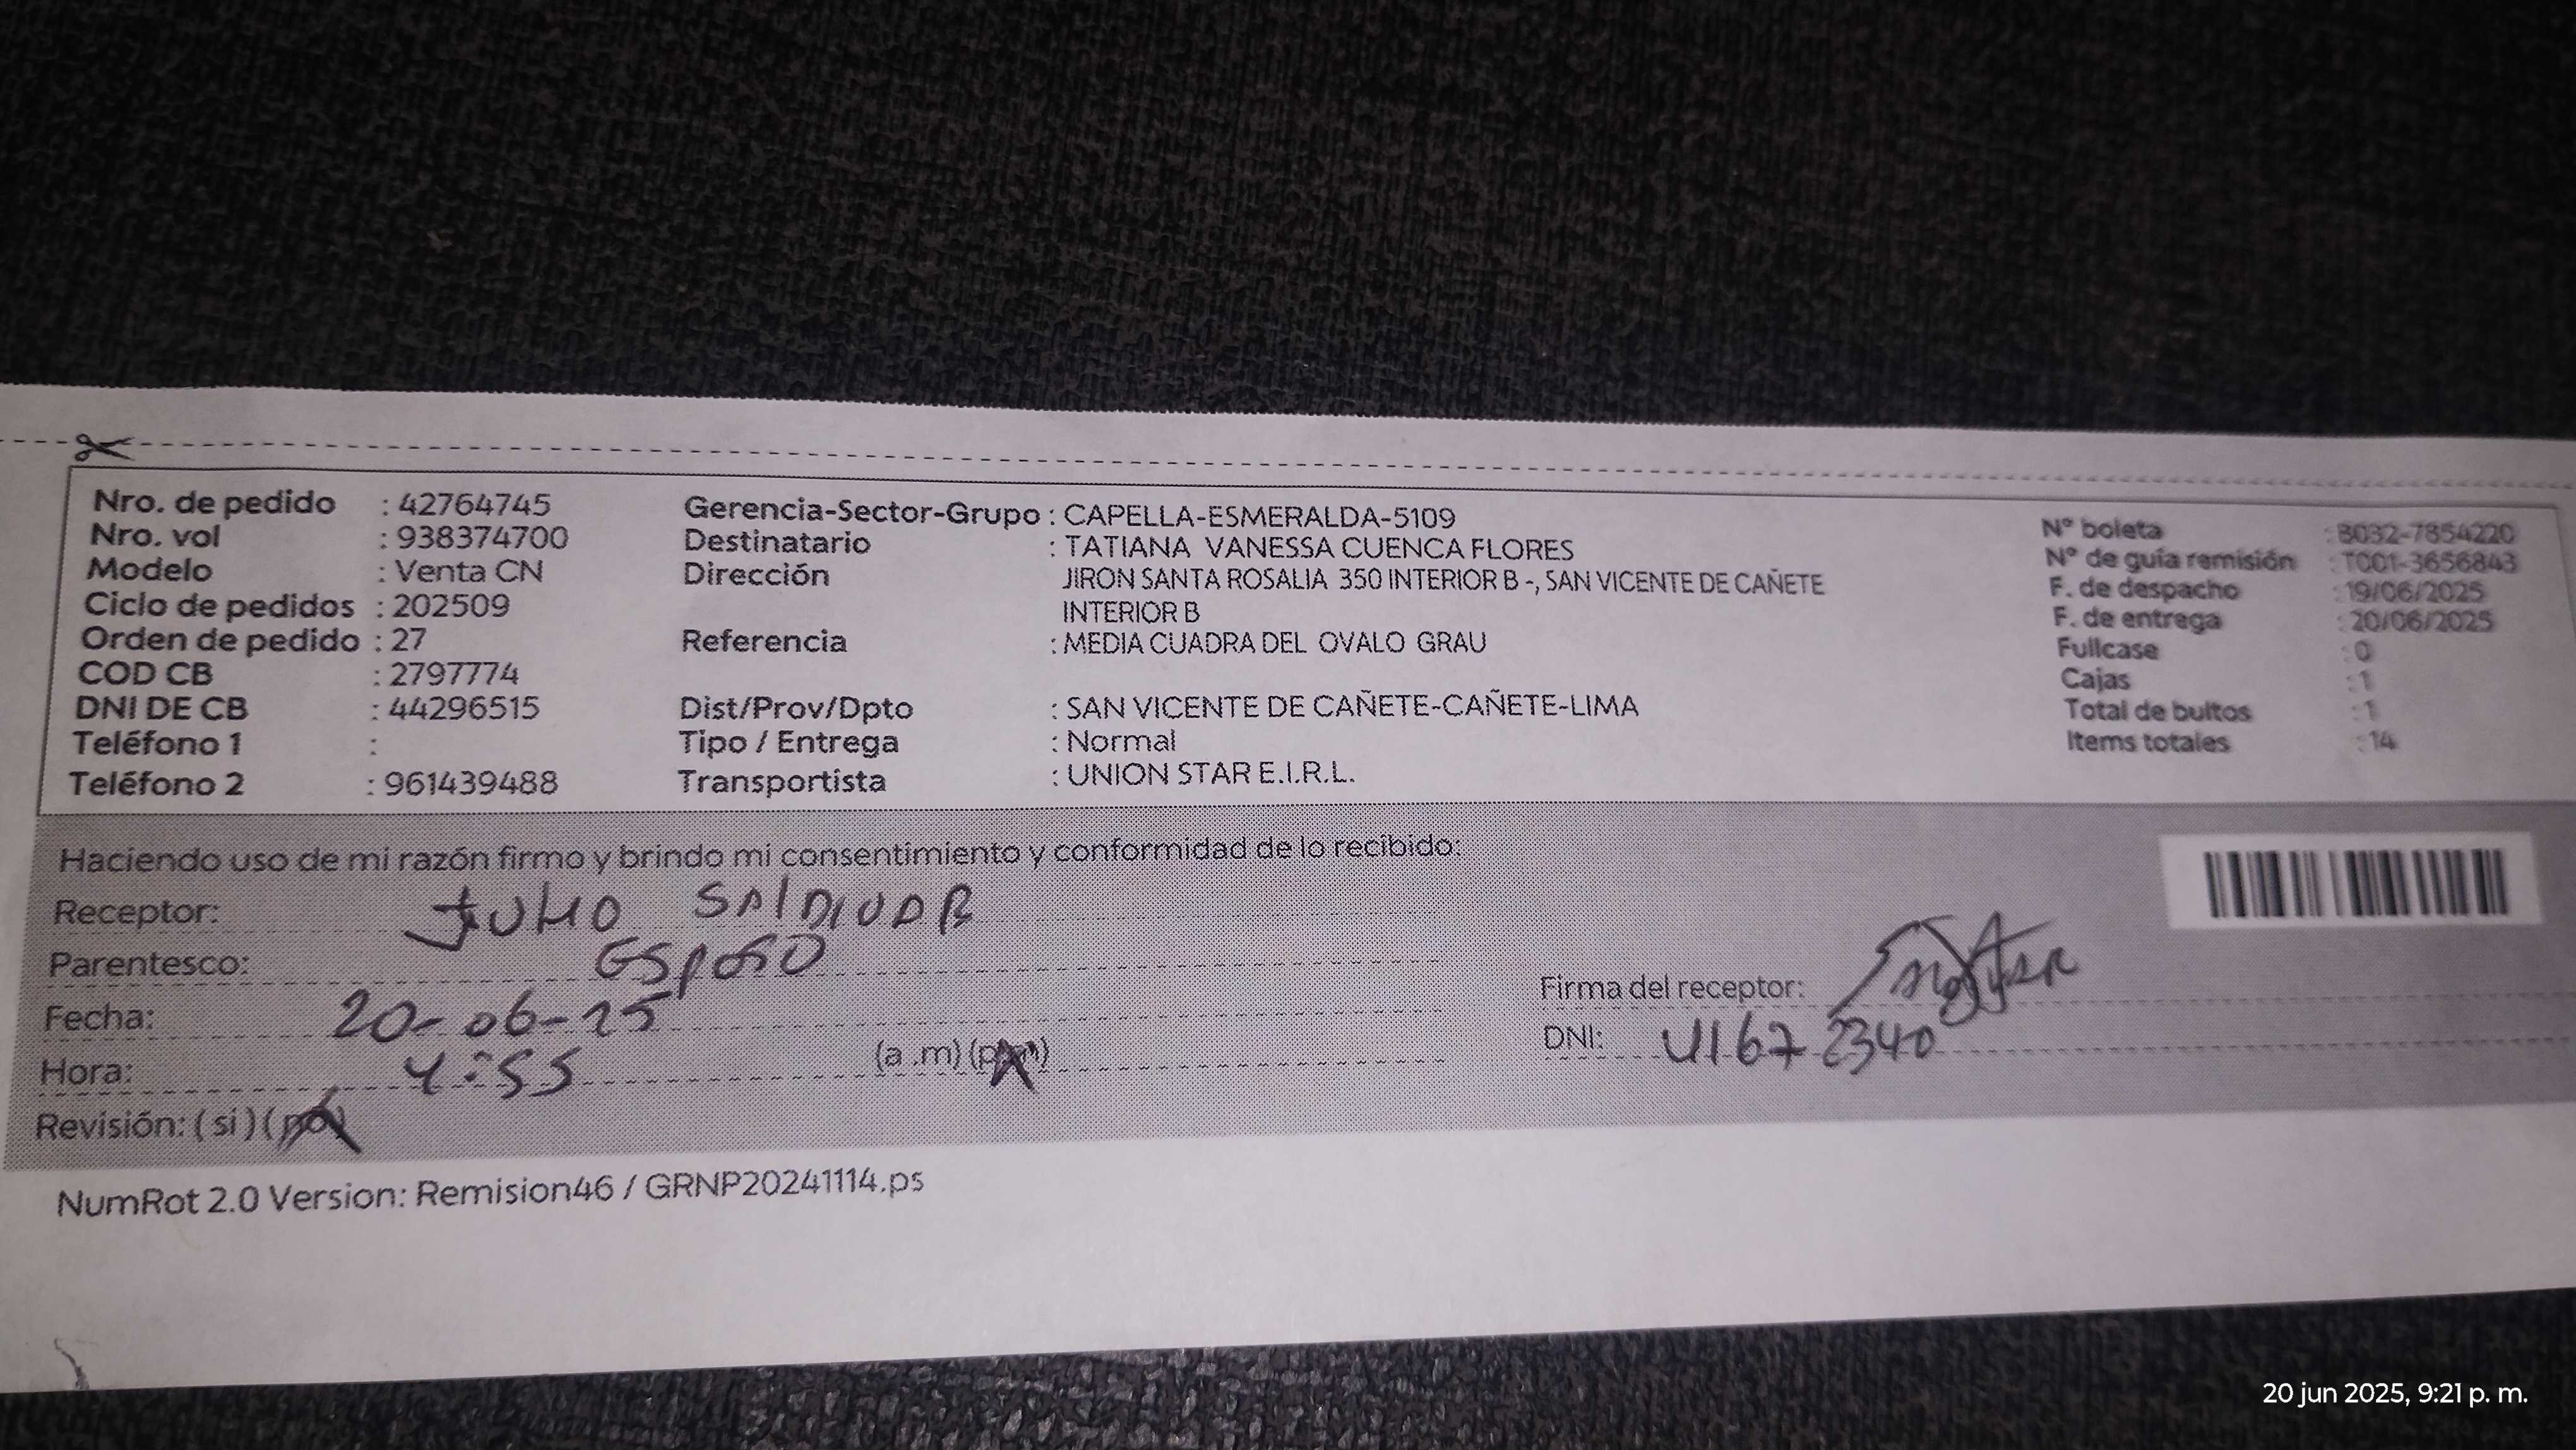 Nro. de pedido : 42764745
Nro. vol : 938374700
Modelo : Venta CN
Ciclo de pedidos : 202509
Orden de pedido : 27
COD CB : 2797774
DNI DE CB : 44296515
Teléfono 1 :
Teléfono 2 : 961439488
Gerencia-Sector-Grupo : CAPELLA-ESMERALDA-5109
Destinatario : TATIANA VANESSA CUENCA FLORES
Dirección JIRON SANTA ROSALIA 350 INTERIOR B -, SAN VICENTE DE CAÑETE
INTERIOR B
Referencia : MEDIA CUADRA DEL OVALO GRAU
Dist/Prov/Dpto : SAN VICENTE DE CAÑETE-CAÑETE-LIMA
Tipo / Entrega : Normal
Transportista : UNION STAR E.I.R.L.
N° boleta : B032-7854220
N° de guía remisión : T001-3656843
F. de despacho : 19/06/2025
F. de entrega : 20/06/2025
Fullcase : 0
Cajas : 1
Total de bultos : 1
Items totales : 14
Haciendo uso de mi razón firmo y brindo mi consentimiento y conformidad de lo recibido:
Receptor: JULIO SALDIVAR
Parentesco: ESPOSO
Fecha: 20-06-25
Hora: 4:55 (a.m) (p.m)
Revisión: (si) (no)
Firma del receptor:
DNI: 41672340
NumRot 2.0 Version: Remision46 / GRNP20241114.ps
20 jun 2025, 9:21 p. m.